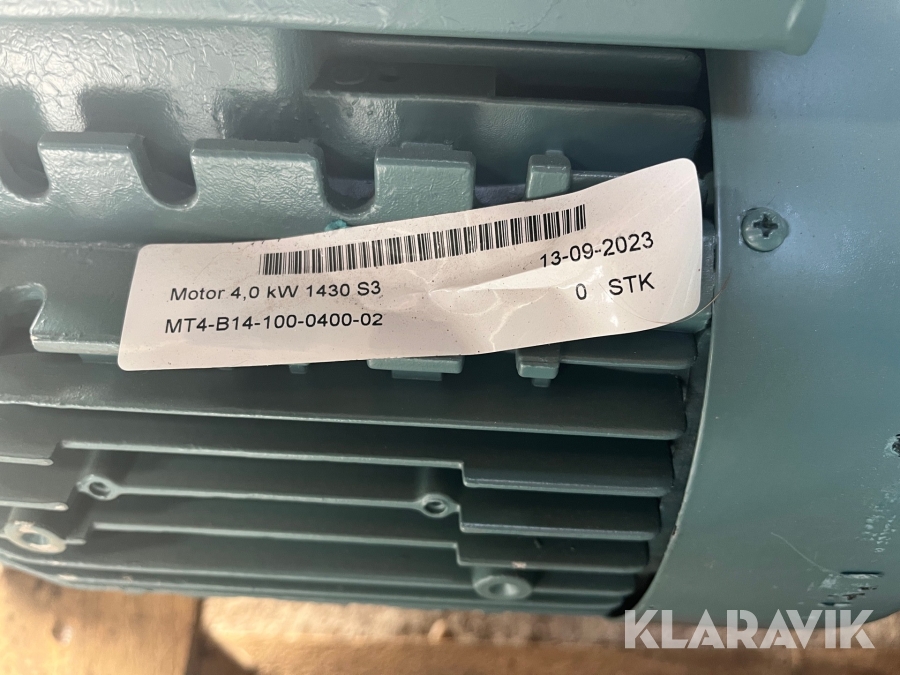 13-09-2023
Motor 4,0 kW 1430 S3
0 STK
MT4-B14-100-0400-02
KLARAVIK